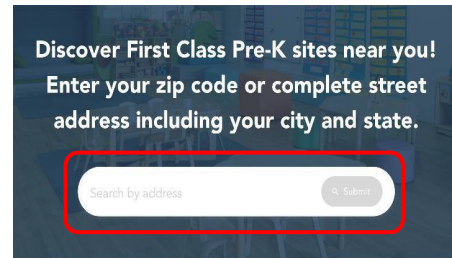 Discover First Class Pre-K sites near you!
Enter your zip code or complete street
address including your city and state.
Search by address
Submit